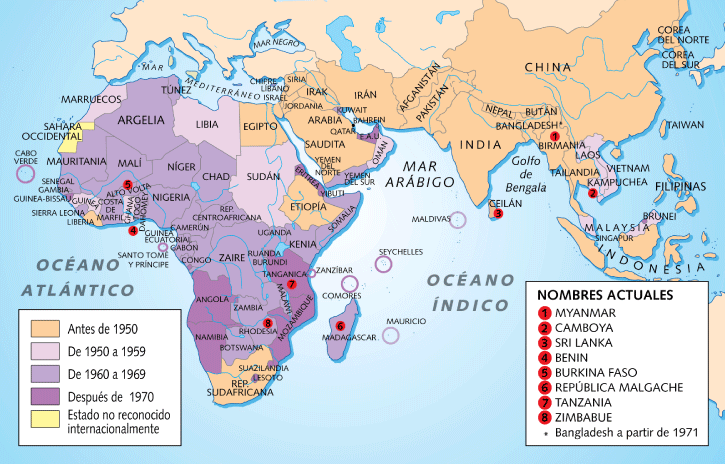 COREA
DEL NORTE
COREA
DEL SUR
MAR NEGRO
CHINA
MAR MEDITERRÁNEO
CHIPRE
LÍBANO
ISRAEL
SIRIA
IRAK
IRÁN
AFGANISTÁN
PAKISTÁN
JORDANIA
KUWAIT
TÚNEZ
MARRUECOS
ARGELIA
LIBIA
EGIPTO
ARABIA
SAUDITA
BAHREIN
QATAR
E.A.U.
OMÁN
NEPAL
BUTÁN
BANGLADESH*
INDIA
1
BIRMANIA
TAIWAN
SAHARA
OCCIDENTAL
CABO
VERDE
MAURITANIA
MALÍ
NÍGER
CHAD
SUDÁN
ERITREA
YEMEN
DEL
NORTE
YEMEN
DEL SUR
YIBUTI
MAR
ARÁBIGO
Golfo
de
Bengala
LAOS
VIETNAM
TAILANDIA
KAMPUCHEA
2
FILIPINAS
SENEGAL
GAMBIA
GUINEA-BISSAU
GUINEA
SIERRA LEONA
LIBERIA
ALTO VOLTA
5
COSTA
DE
MARFIL
GHANA
TOGO
DAHOMEY
4
NIGERIA
CAMERÚN
REP.
CENTROAFRICANA
ETIOPÍA
SOMALIA
MALDIVAS
CEILÁN
3
MALAYSIA
SINGAPUR
BRUNEI
INDONESIA
GUINEA
ECUATORIAL
GABÓN
SANTO TOMÉ
Y PRÍNCIPE
CONGO
ZAIRE
UGANDA
RUANDA
BURUNDI
KENIA
TANGANICA
7
ZANZÍBAR
SEYCHELLES
COMORES
OCÉANO
ATLÁNTICO
OCÉANO
ÍNDICO
ANGOLA
ZAMBIA
MALAWI
MOZAMBIQUE
8
RHODESIA
6
MADAGASCAR
MAURICIO
NAMIBIA
BOTSWANA
SUAZILANDIA
LESOTO
REP.
SUDAFRICANA
Antes de 1950
De 1950 a 1959
De 1960 a 1969
Después de 1970
Estado no reconocido
internacionalmente
NOMBRES ACTUALES
1 MYANMAR
2 CAMBOYA
3 SRI LANKA
4 BENIN
5 BURKINA FASO
6 REPÚBLICA MALGACHE
7 TANZANIA
8 ZIMBABUE
* Bangladesh a partir de 1971